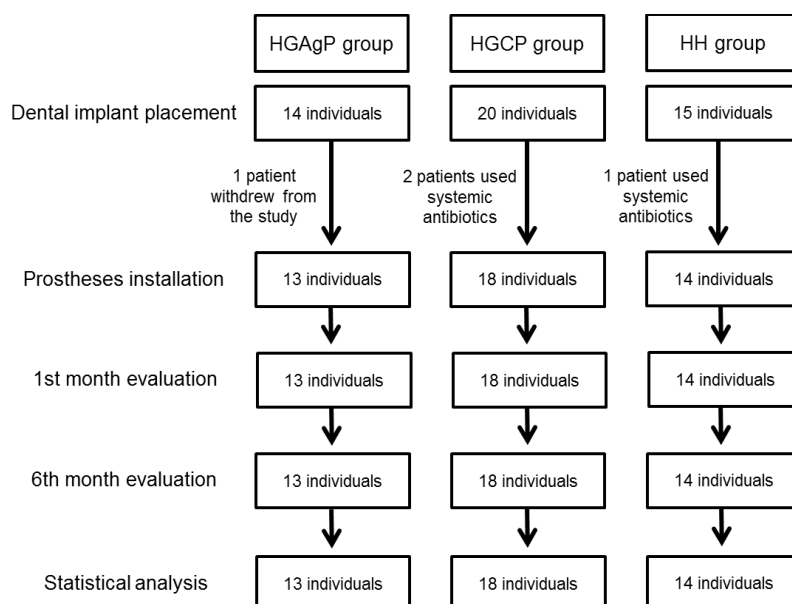 HGAgP group
HGCP group
HH group
Dental implant placement
14 individuals
20 individuals
15 individuals
1 patient
withdrew from
the study
2 patients used
systemic
antibiotics
1 patient used
systemic
antibiotics
Prostheses installation
13 individuals
18 individuals
14 individuals
1st month evaluation
13 individuals
18 individuals
14 individuals
6th month evaluation
13 individuals
18 individuals
14 individuals
Statistical analysis
13 individuals
18 individuals
14 individuals